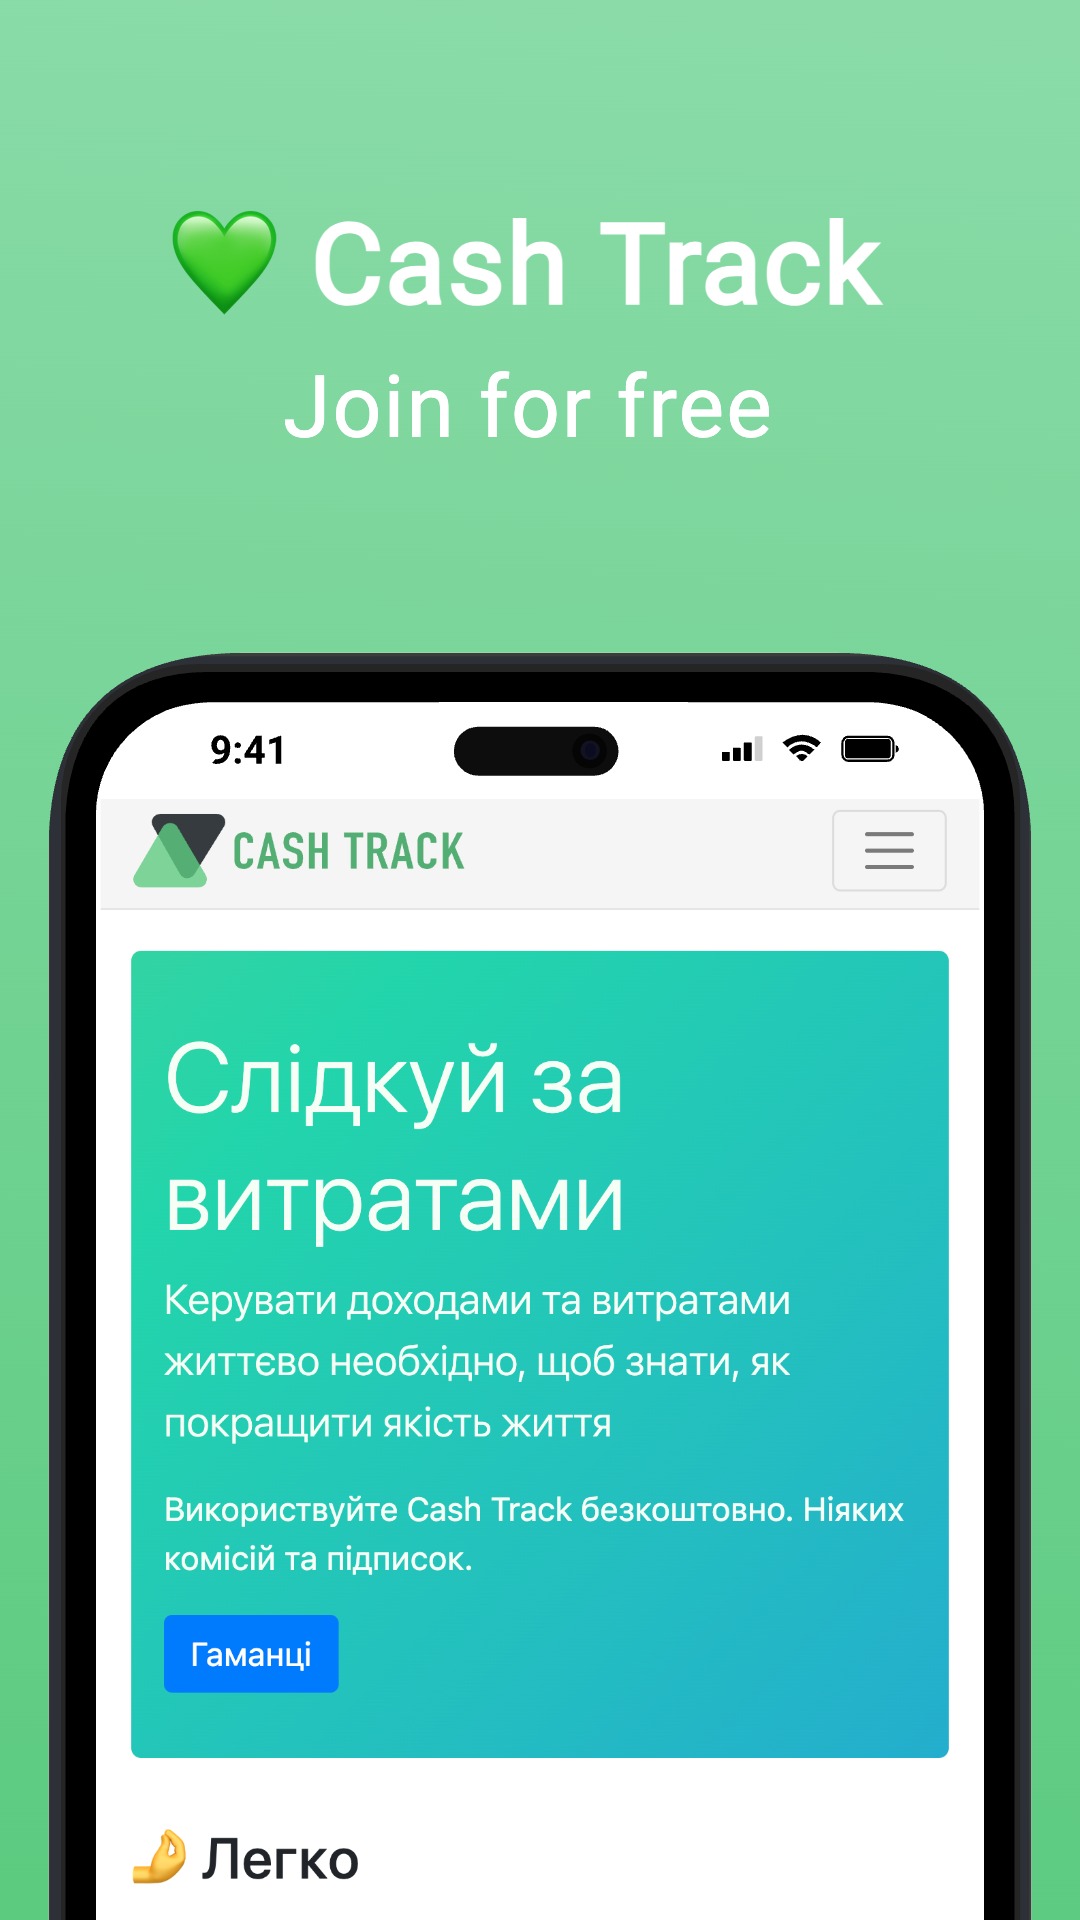 💚 Cash Track
Join for free
9:41
CASH TRACK
Слідкуй за
витратами
Керувати доходами та витратами
життєво необхідно, щоб знати, як
покращити якість життя
Використвуйте Cash Track безкоштовно. Ніяких
комісій та підписок.
Гаманці
🤌 Легко